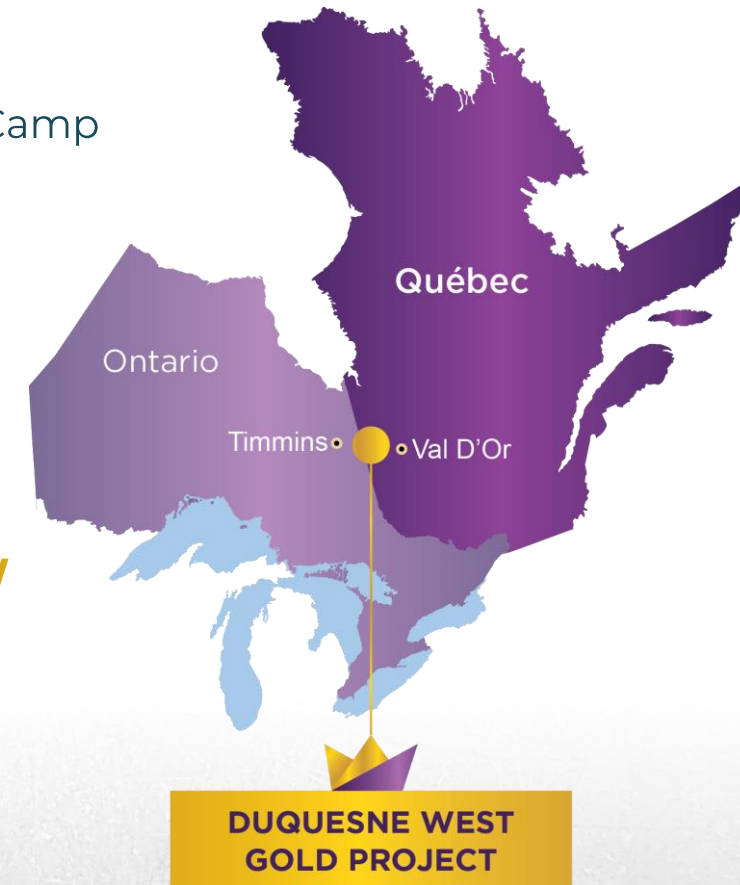 Camp
Québec
Ontario
Timmins
Val D'Or
DUQUESNE WEST
GOLD PROJECT